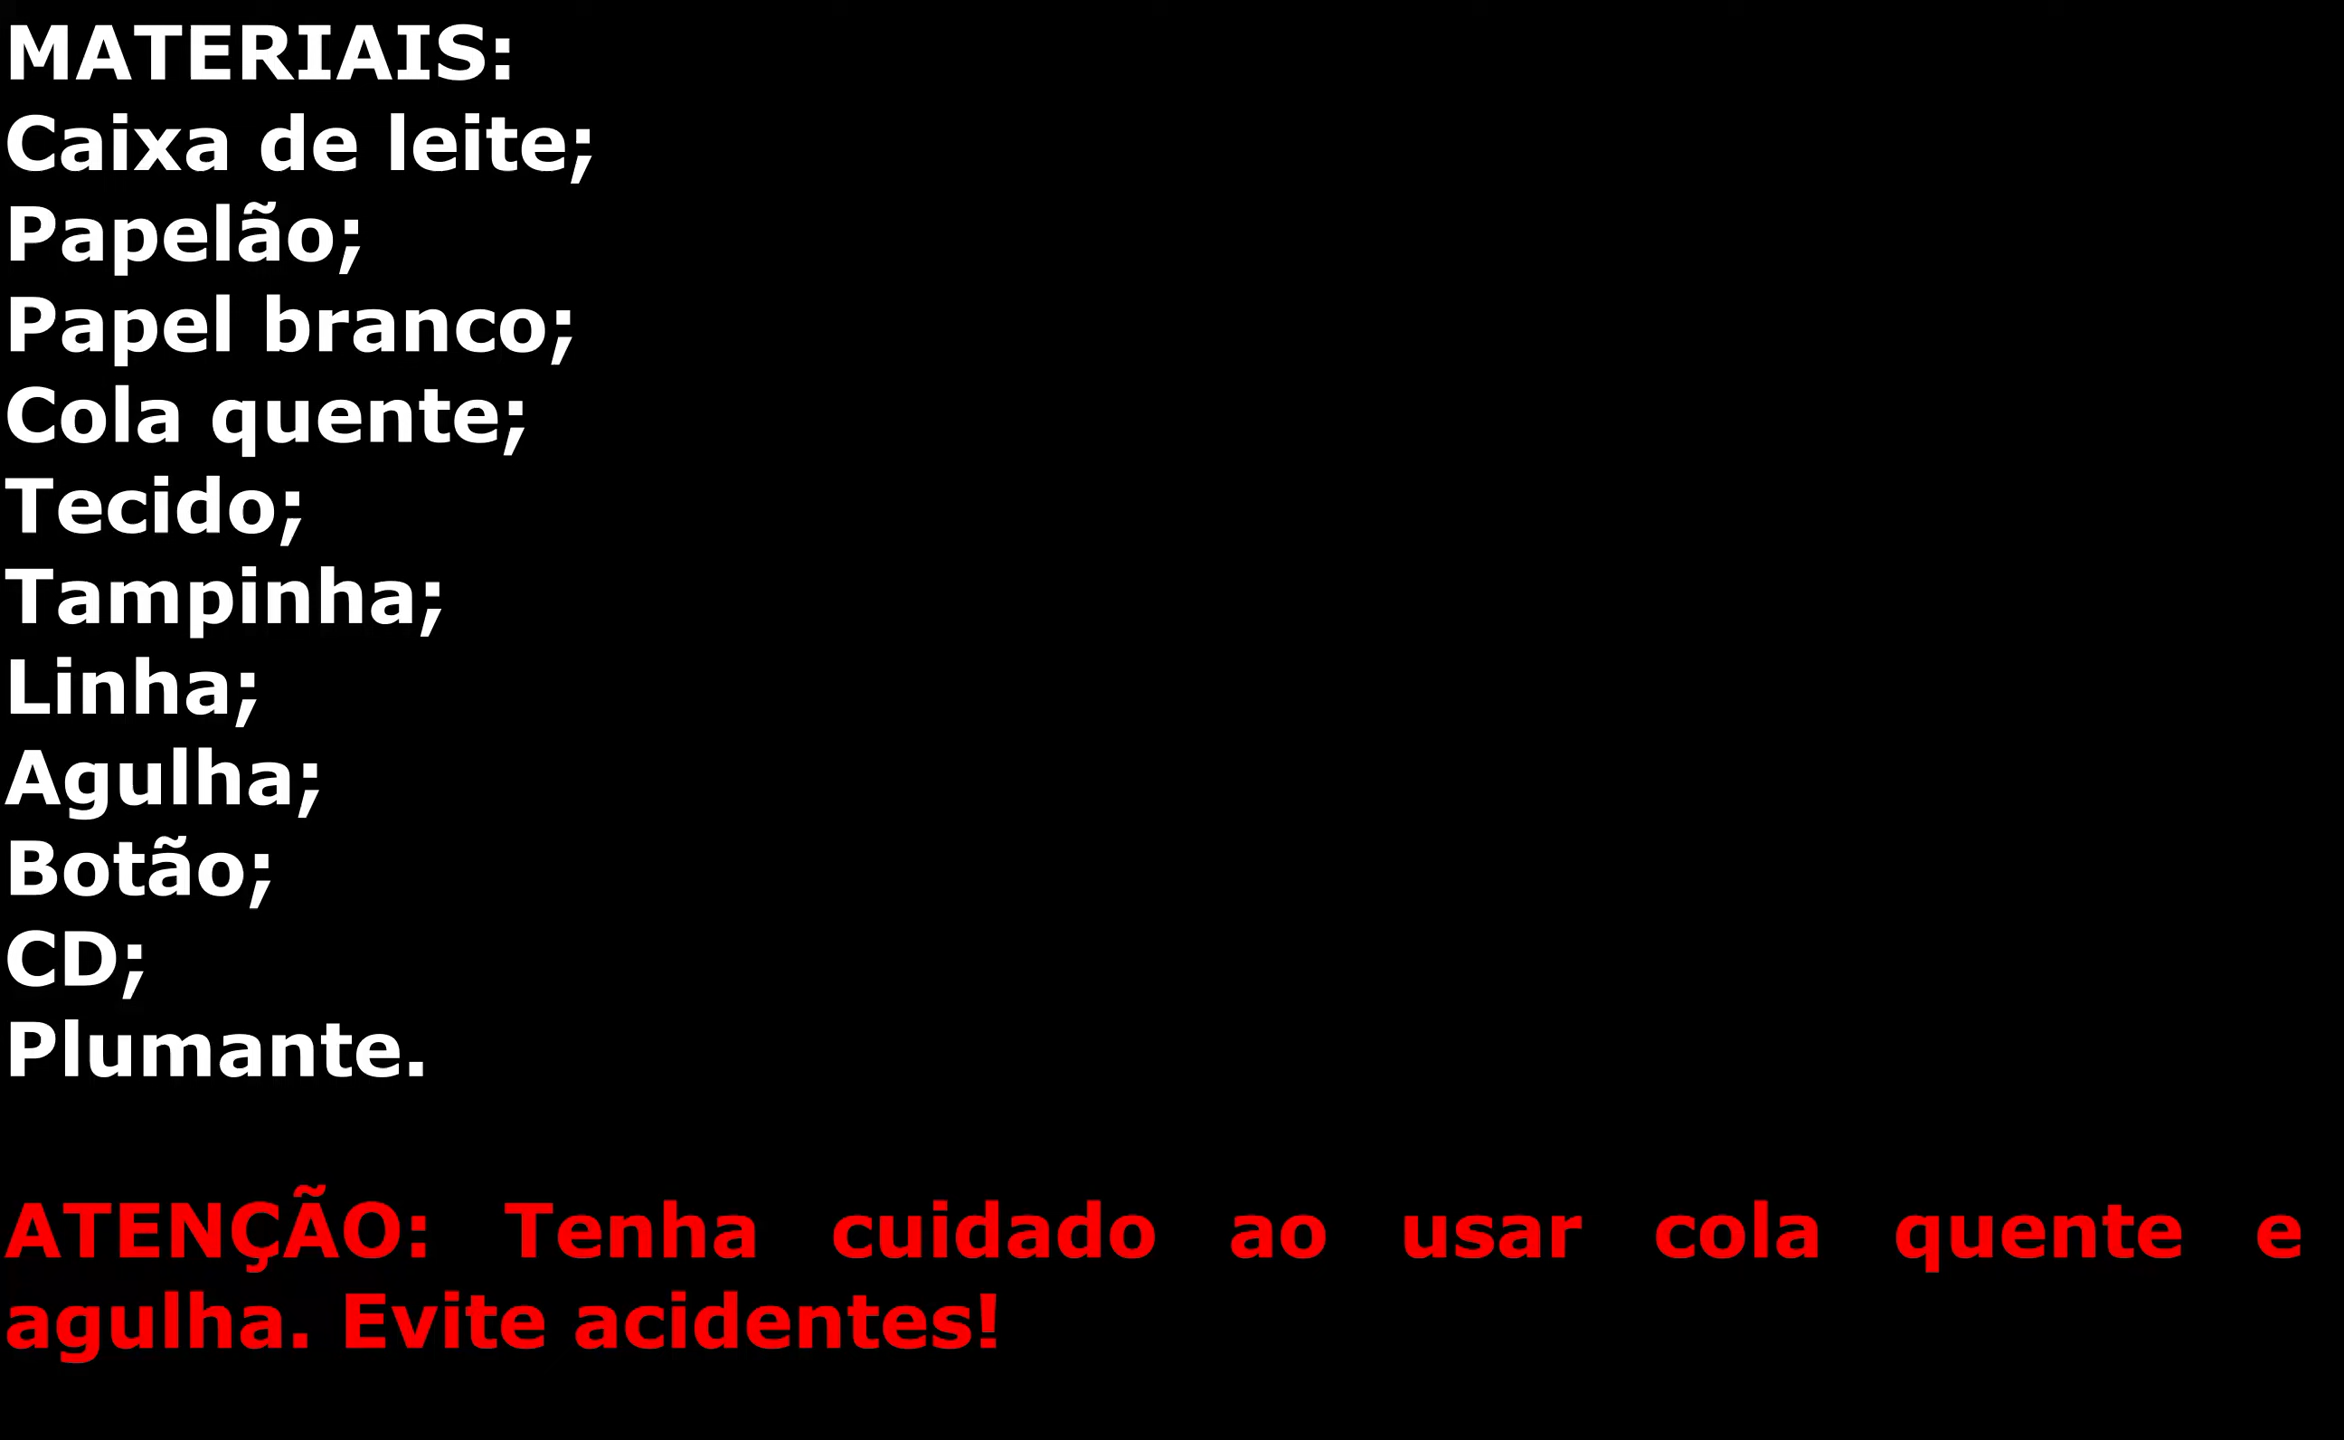 MATERIAIS:
Caixa de leite;
Papelão;
Papel branco;
Cola quente;
Tecido;
Tampinha;
Linha;
Agulha;
Botão;
CD;
Plumante.
ATENÇÃO: Tenha cuidado ao usar cola quente e
agulha. Evite acidentes!